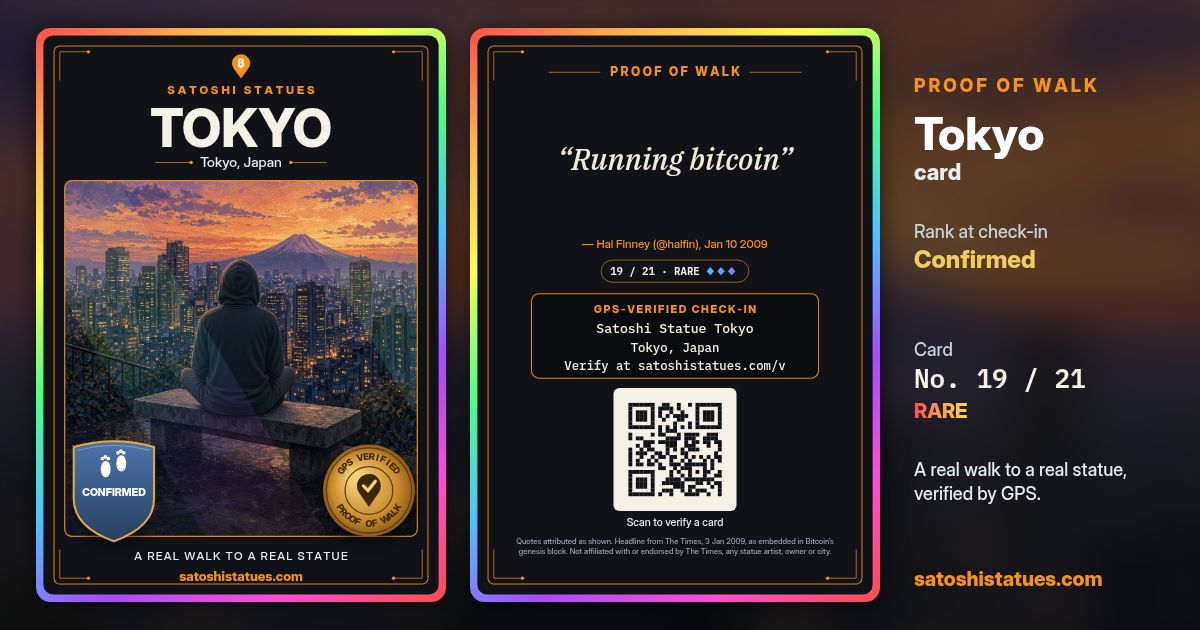 SATOSHI STATUES
TOKYO
Tokyo, Japan
CONFIRMED
GPS VERIFIED
PROOF OF WALK
A REAL WALK TO A REAL STATUE
satoshistatues.com
PROOF OF WALK
“Running bitcoin”
— Hal Finney (@halfin), Jan 10 2009
19 / 21 · RARE
GPS-VERIFIED CHECK-IN
Satoshi Statue Tokyo
Tokyo, Japan
Verify at satoshistatues.com/v
Scan to verify a card
Quotes attributed as shown. Headline from The Times, 3 Jan 2009, as embedded in Bitcoin's
genesis block. Not affiliated with or endorsed by The Times, any statue artist, owner or city.
PROOF OF WALK
Tokyo
card
Rank at check-in
Confirmed
Card
No. 19 / 21
RARE
A real walk to a real statue,
verified by GPS.
satoshistatues.com